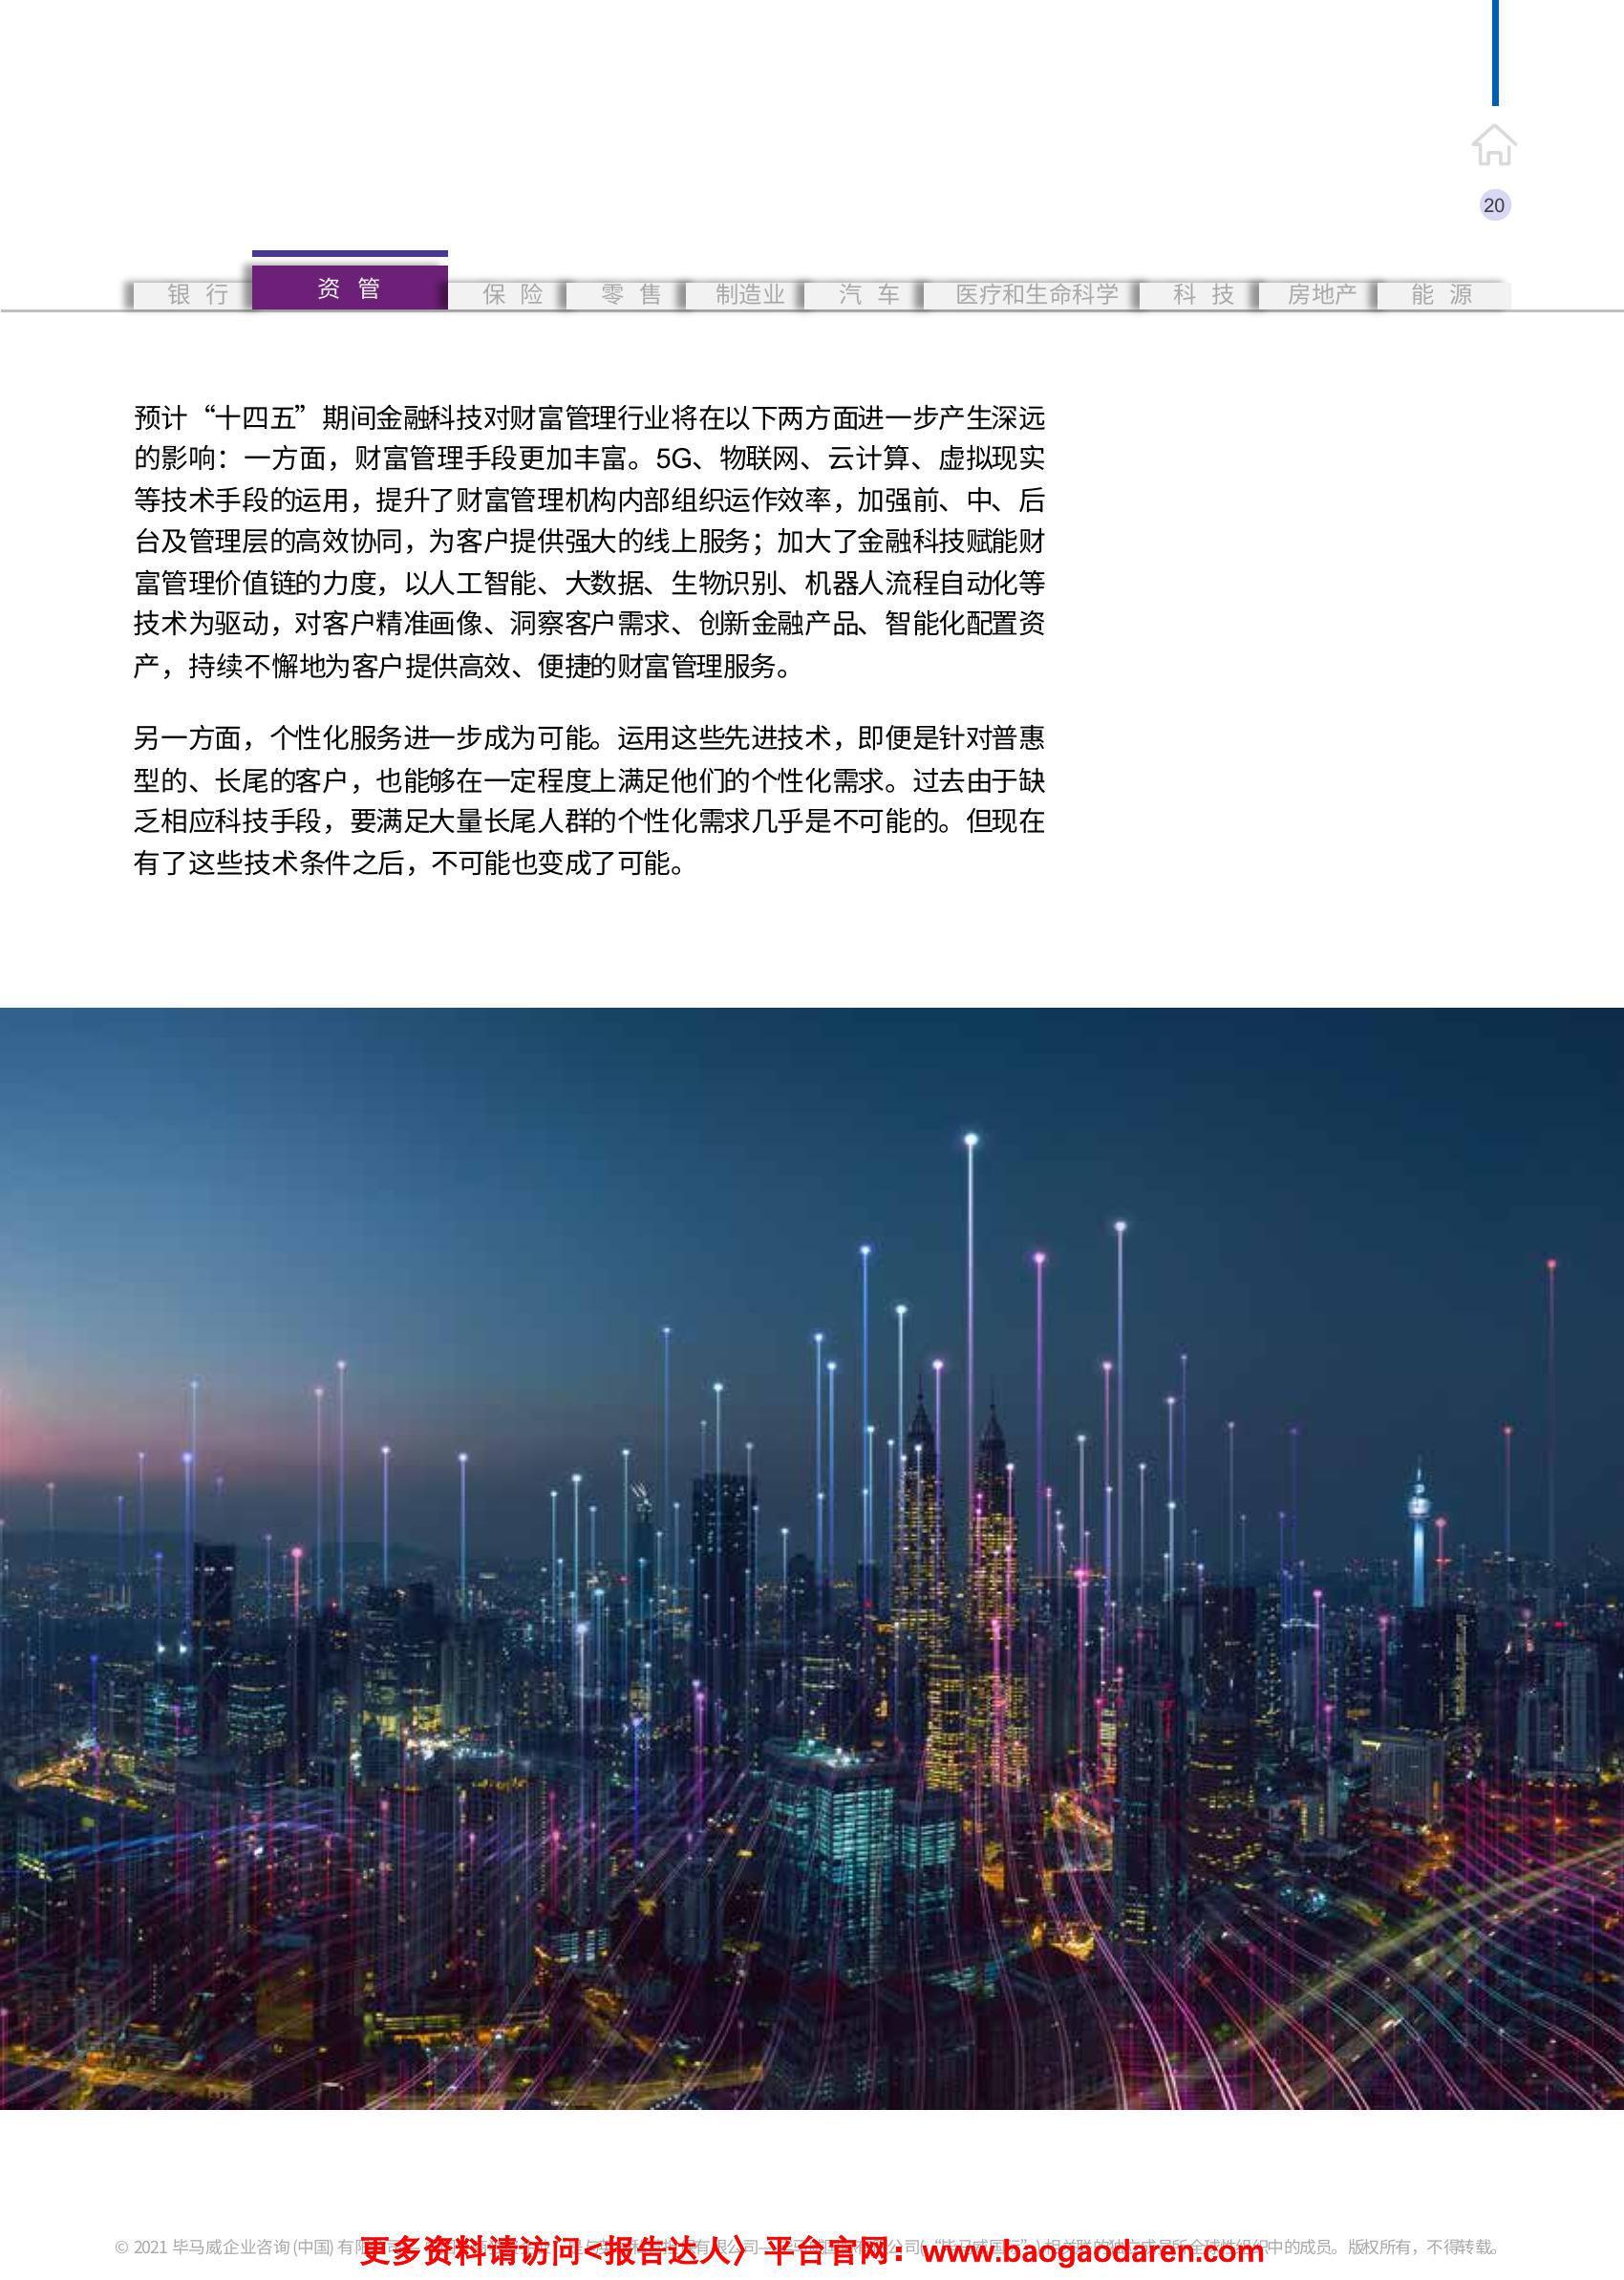 20
银 行 资 管 保 险 零 售 制造业 汽 车 医疗和生命科学 科 技 房地产 能 源
预计“十四五”期间金融科技对财富管理行业将在以下两方面进一步产生深远
的影响：一方面，财富管理手段更加丰富。5G、物联网、云计算、虚拟现实
等技术手段的运用，提升了财富管理机构内部组织运作效率，加强前、中、后
台及管理层的高效协同，为客户提供强大的线上服务；加大了金融科技赋能财
富管理价值链的力度，以人工智能、大数据、生物识别、机器人流程自动化等
技术为驱动，对客户精准画像、洞察客户需求、创新金融产品、智能化配置资
产，持续不懈地为客户提供高效、便捷的财富管理服务。
另一方面，个性化服务进一步成为可能。运用这些先进技术，即便是针对普惠
型的、长尾的客户，也能够在一定程度上满足他们的个性化需求。过去由于缺
乏相应科技手段，要满足大量长尾人群的个性化需求几乎是不可能的。但现在
有了这些技术条件之后，不可能也变成了可能。
© 2021 毕马威企业咨询(中国) 有限 中的成员。版权所有，不得转载。
更多资料请访问<报告达人〉平台官网：www.baogaodaren.com